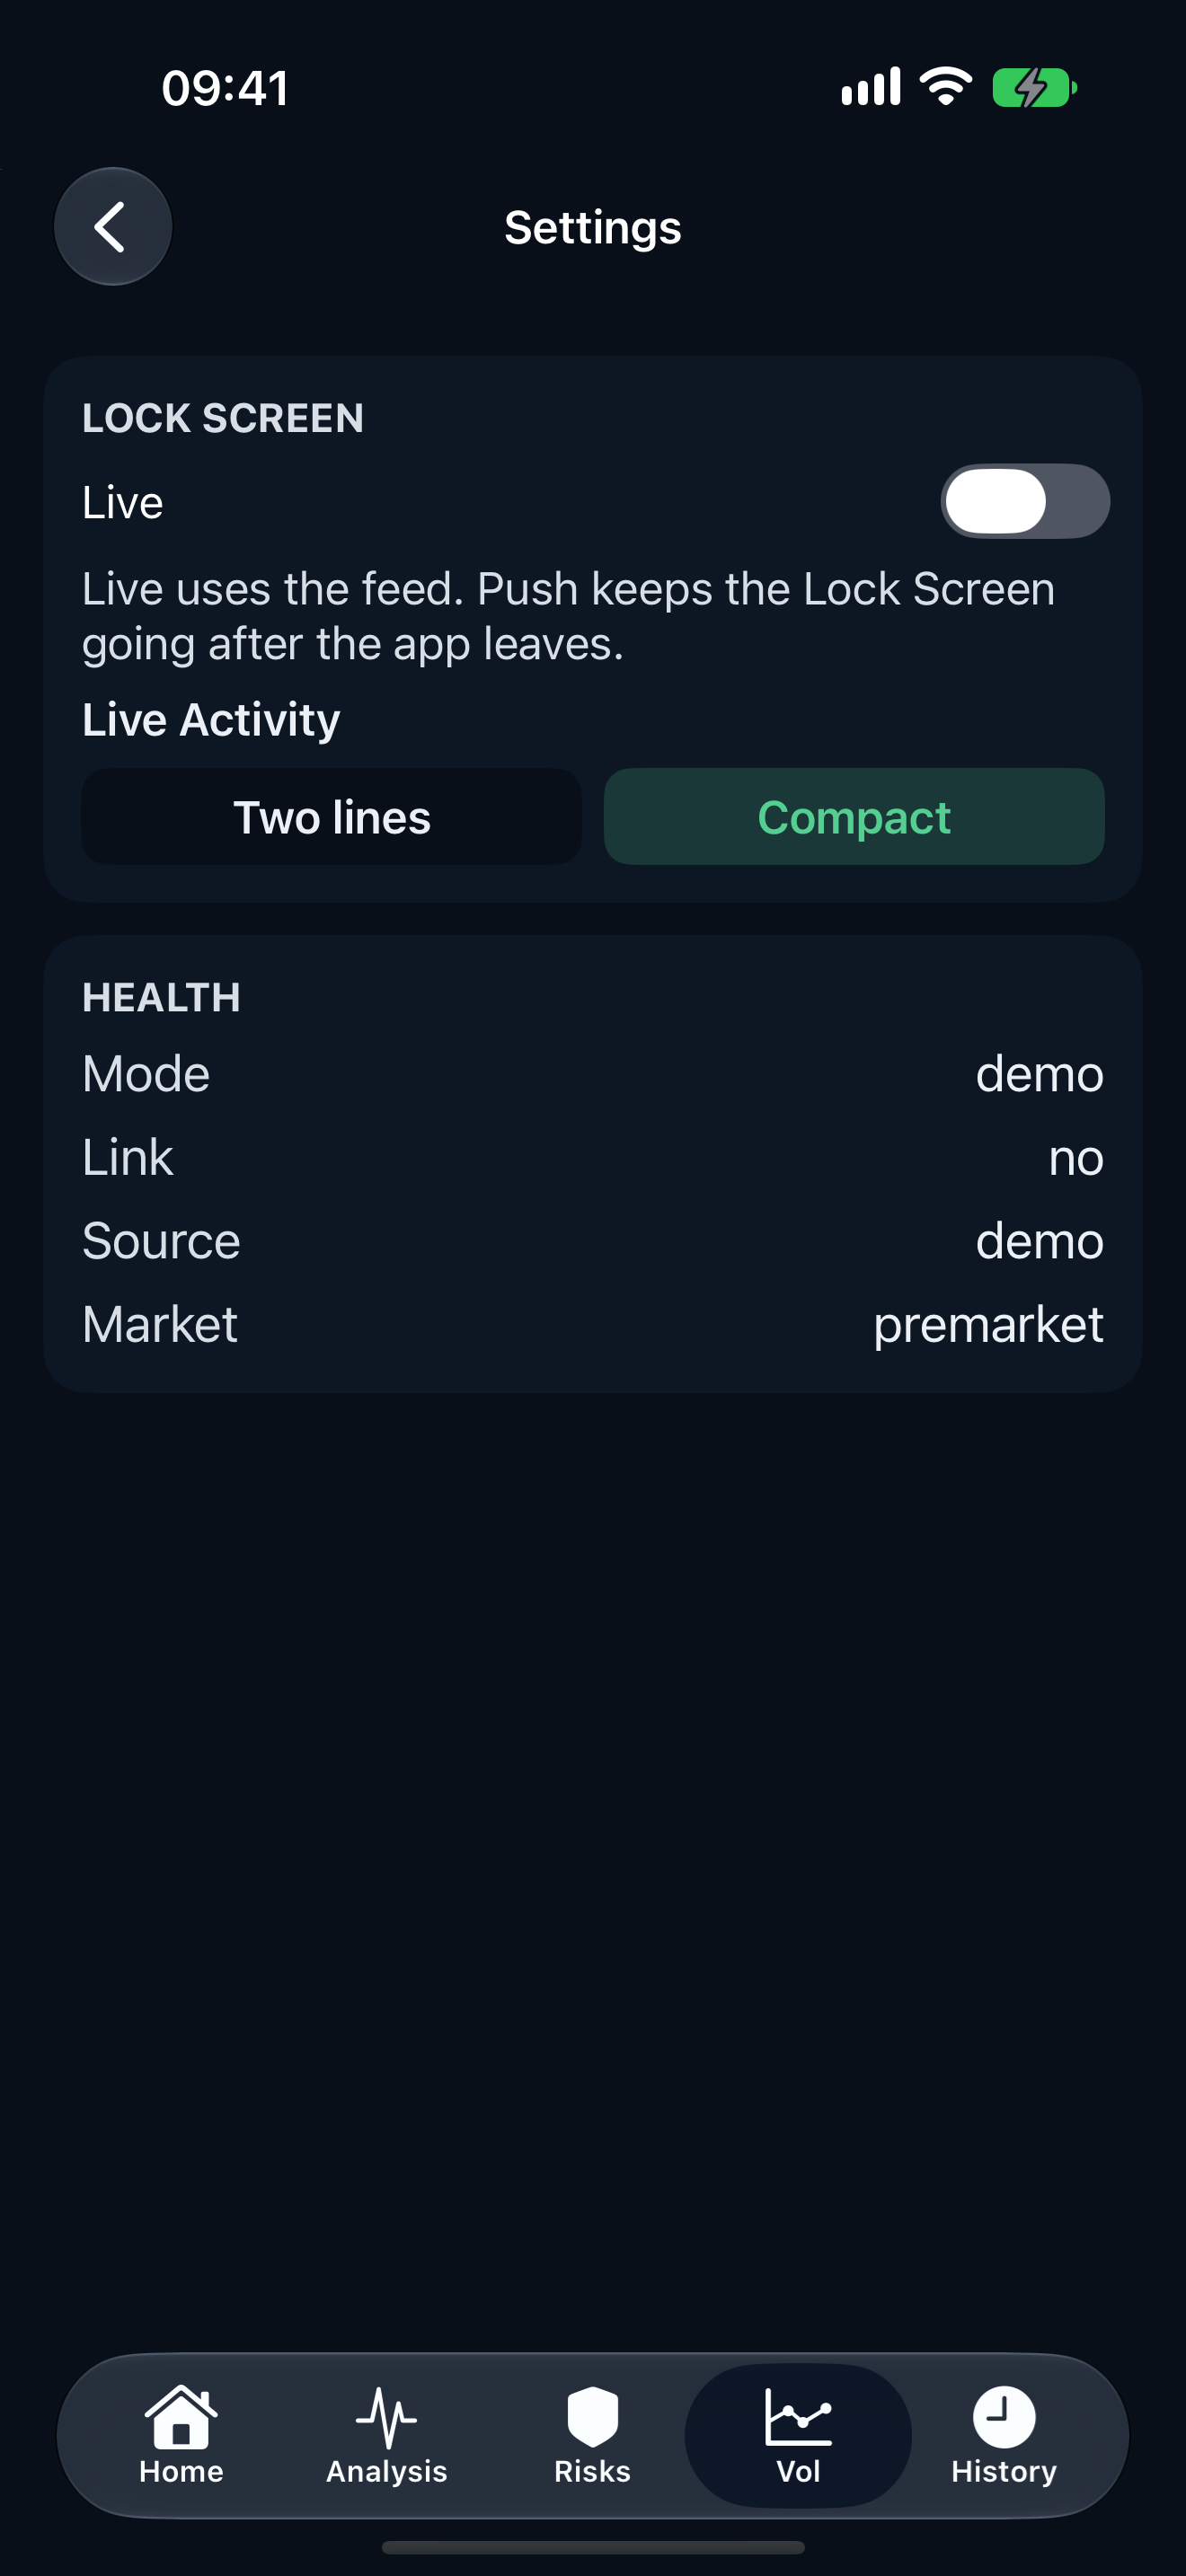 09:41
Settings
LOCK SCREEN
Live
Live uses the feed. Push keeps the Lock Screen
going after the app leaves.
Live Activity
Two lines Compact
HEALTH
Mode demo
Link no
Source demo
Market premarket
Home Analysis Risks Vol History